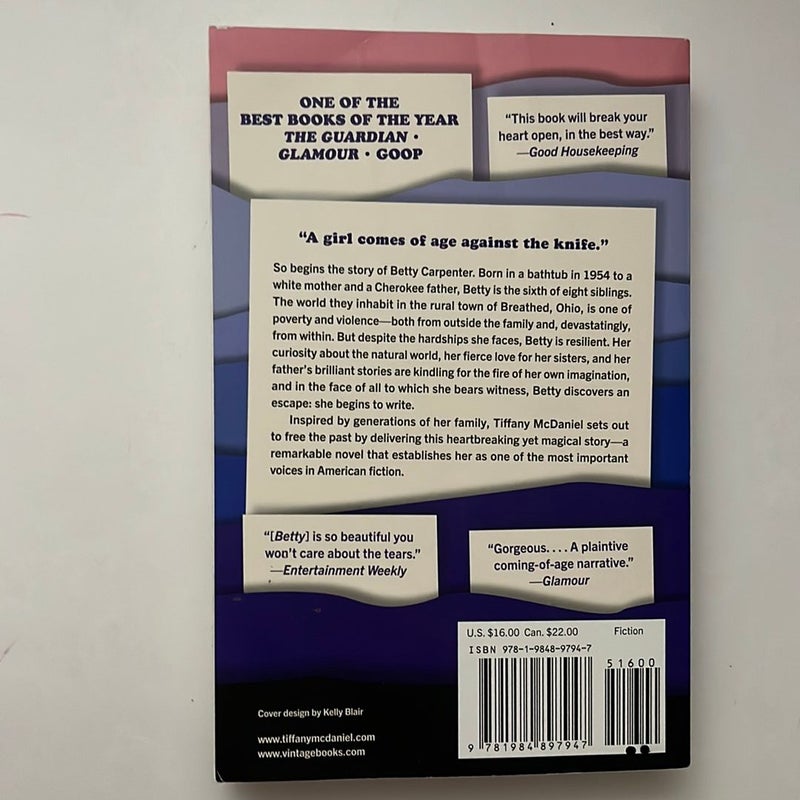 ONE OF THE
BEST BOOKS OF THE YEAR
THE GUARDIAN •
GLAMOUR • GOOP
“This book will break your
heart open, in the best way.”
—Good Housekeeping
“A girl comes of age against the knife.”
So begins the story of Betty Carpenter. Born in a bathtub in 1954 to a
white mother and a Cherokee father, Betty is the sixth of eight siblings.
The world they inhabit in the rural town of Breathed, Ohio, is one of
poverty and violence—both from outside the family and, devastatingly,
from within. But despite the hardships she faces, Betty is resilient. Her
curiosity about the natural world, her fierce love for her sisters, and her
father’s brilliant stories are kindling for the fire of her own imagination,
and in the face of all to which she bears witness, Betty discovers an
escape: she begins to write.
Inspired by generations of her family, Tiffany McDaniel sets out
to free the past by delivering this heartbreaking yet magical story—a
remarkable novel that establishes her as one of the most important
voices in American fiction.
“[Betty] is so beautiful you
won’t care about the tears.”
—Entertainment Weekly
“Gorgeous. . . . A plaintive
coming-of-age narrative.”
—Glamour
U.S. $16.00 Can. $22.00 Fiction
ISBN 978-1-9848-9794-7
51600
9 781984 897947
Cover design by Kelly Blair
www.tiffanymcdaniel.com
www.vintagebooks.com